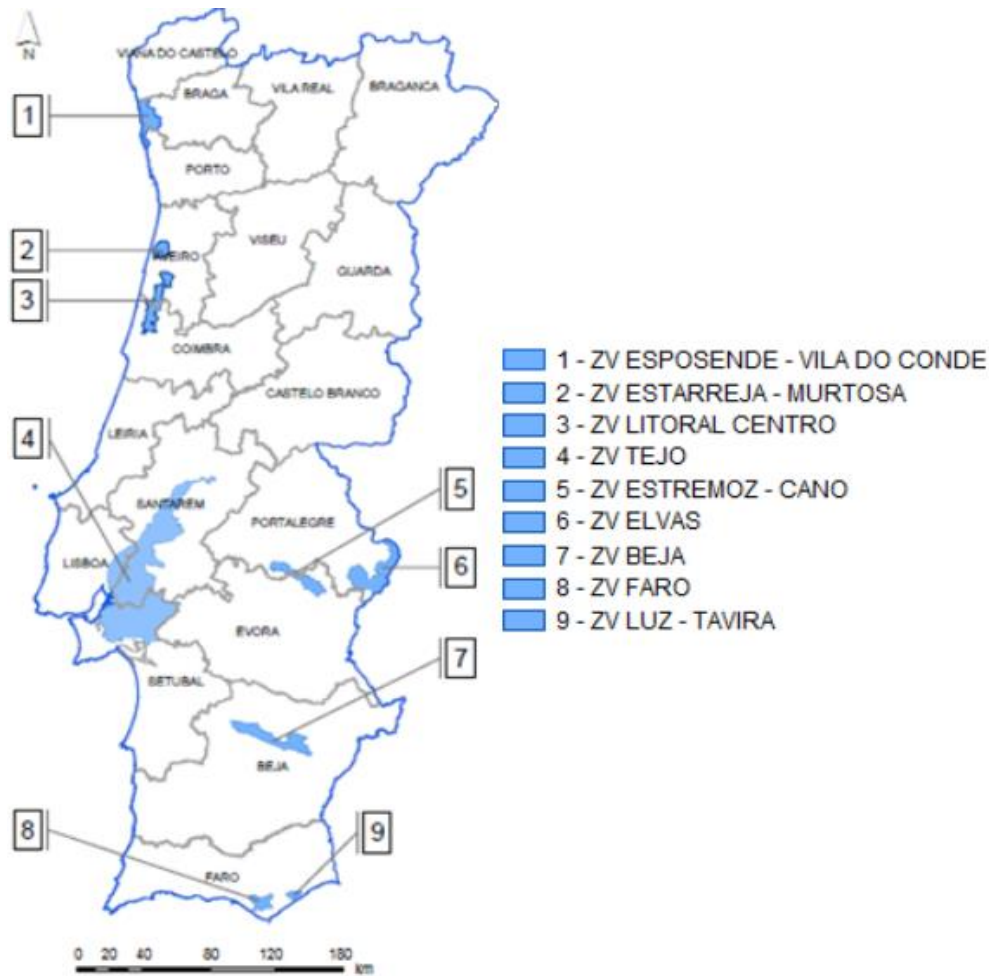 N
VIANA DO CASTELO
BRAGA
VILA REAL
BRAGANCA
1
PORTO
2
AVEIRO
VISEU
GUARDA
3
COIMBRA
CASTELO BRANCO
4
LEIRIA
SANTAREM
5
PORTALEGRE
LISBOA
6
EVORA
7
SETUBAL
BEJA
8
9
FARO
0 20 40 80 120 180
km
1 - ZV ESPOSENDE - VILA DO CONDE
2 - ZV ESTARREJA - MURTOSA
3 - ZV LITORAL CENTRO
4 - ZV TEJO
5 - ZV ESTREMOZ - CANO
6 - ZV ELVAS
7 - ZV BEJA
8 - ZV FARO
9 - ZV LUZ - TAVIRA